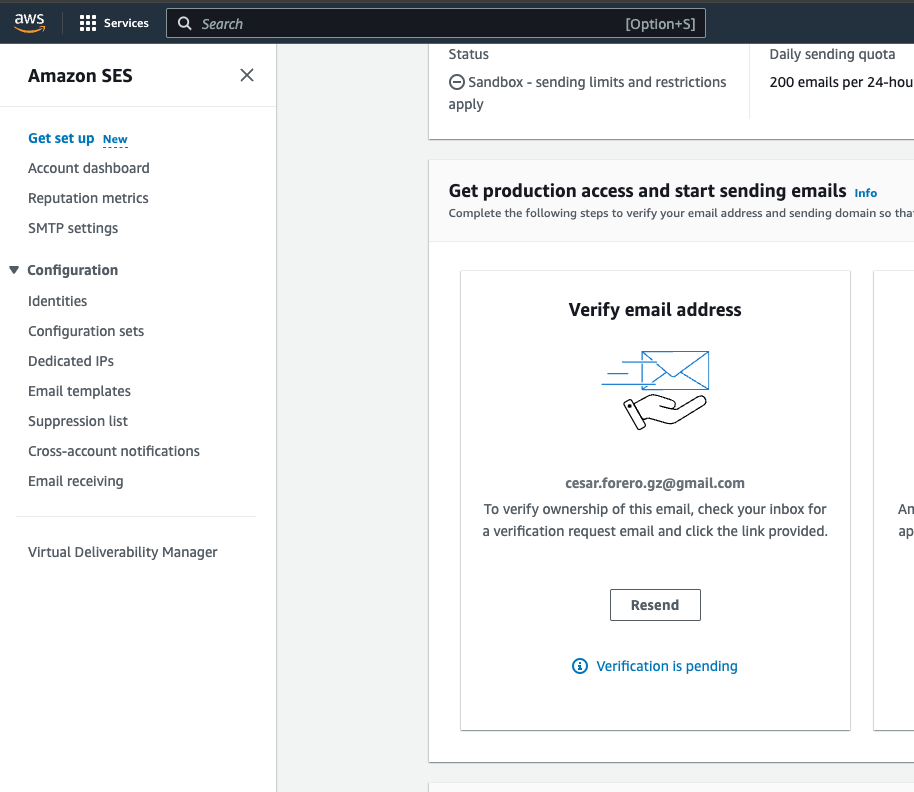 aws
Services
Search
[Option+S]
Amazon SES
Get set up New
Account dashboard
Reputation metrics
SMTP settings
Configuration
Identities
Configuration sets
Dedicated IPs
Email templates
Suppression list
Cross-account notifications
Email receiving
Virtual Deliverability Manager
Status
Sandbox - sending limits and restrictions
apply
Daily sending quota
200 emails per 24-hou
Get production access and start sending emails Info
Complete the following steps to verify your email address and sending domain so that
Verify email address
cesar.forero.gz@gmail.com
To verify ownership of this email, check your inbox for
a verification request email and click the link provided.
Resend
Verification is pending
An
ap